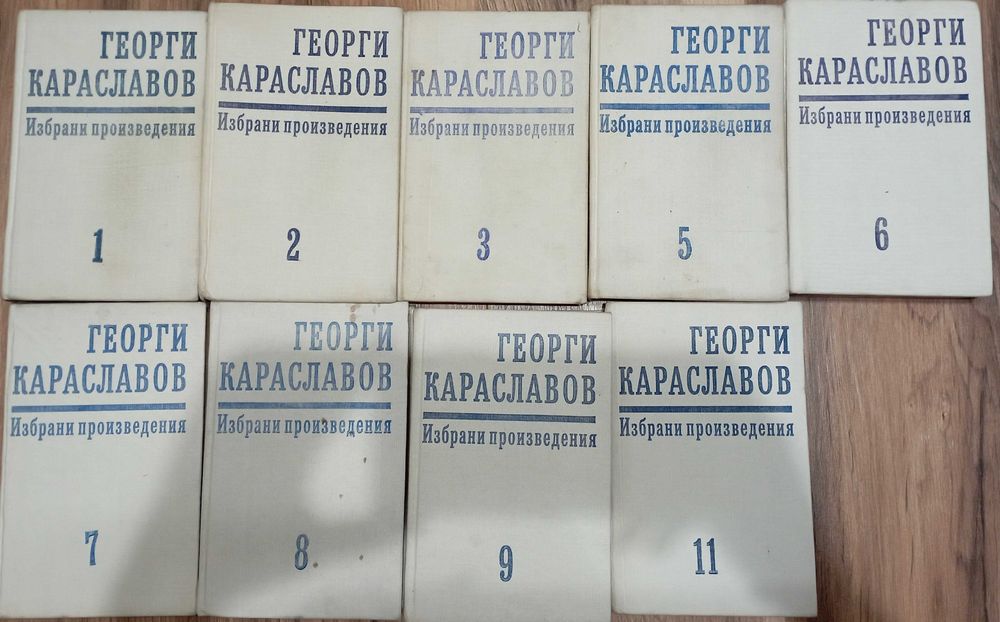 ГЕОРГИ
КАРАСЛАВОВ
Избрани произведения
1
ГЕОРГИ
КАРАСЛАВОВ
Избрани произведения
2
ГЕОРГИ
КАРАСЛАВОВ
Избрани произведения
3
ГЕОРГИ
КАРАСЛАВОВ
Избрани произведения
5
ГЕОРГИ
КАРАСЛАВОВ
Избрани произведения
6
ГЕОРГИ
КАРАСЛАВОВ
Избрани произведения
7
ГЕОРГИ
КАРАСЛАВОВ
Избрани произведения
8
ГЕОРГИ
КАРАСЛАВОВ
Избрани произведения
9
ГЕОРГИ
КАРАСЛАВОВ
Избрани произведения
11